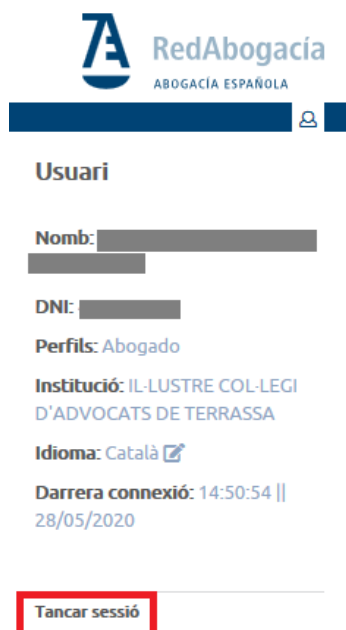 RedAbogacía
ABOGACÍA ESPAÑOLA
Usuari
Nomb:
DNI:
Perfils: Abogado
Institució: IL·LUSTRE COL·LEGI
D'ADVOCATS DE TERRASSA
Idioma: Català
Darrera connexió: 14:50:54 ||
28/05/2020
Tancar sessió